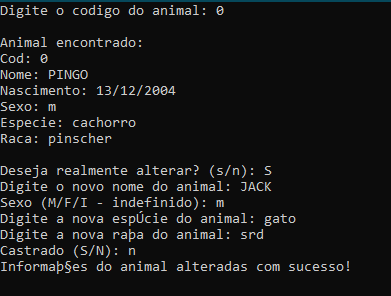 Digite o codigo do animal: 0
Animal encontrado:
Cod: 0
Nome: PINGO
Nascimento: 13/12/2004
Sexo: m
Especie: cachorro
Raca: pinscher
Deseja realmente alterar? (s/n): S
Digite o novo nome do animal: JACK
Sexo (M/F/I - indefinido): m
Digite a nova espÚcie do animal: gato
Digite a nova raþa do animal: srd
Castrado (S/N): n
Informaþ§es do animal alteradas com sucesso!